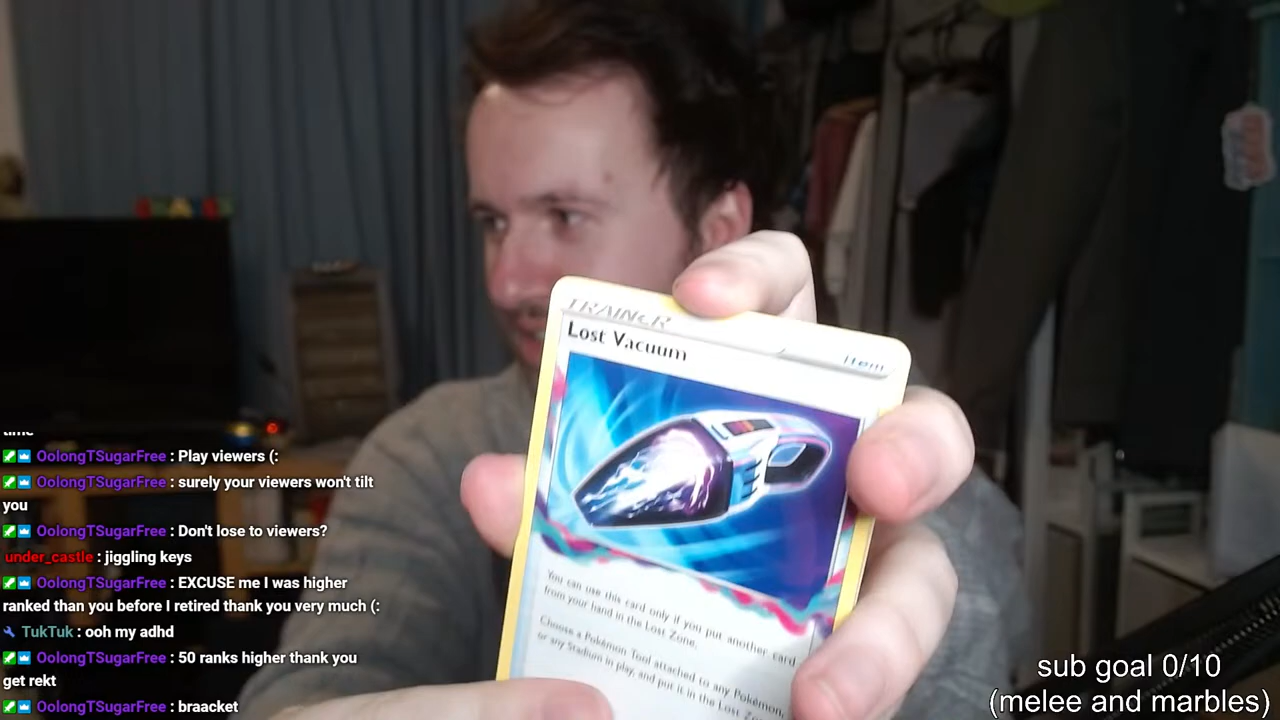 TRAINER
Item
Lost Vacuum
You can use this card only if you put another card
from your hand in the Lost Zone.
Choose a Pokémon Tool attached to any Pokémon,
or any Stadium in play, and put it in the Lost
time
OolongTSugarFree : Play viewers (:
OolongTSugarFree : surely your viewers won't tilt
you
OolongTSugarFree : Don't lose to viewers?
under_castle : jiggling keys
OolongTSugarFree : EXCUSE me I was higher
ranked than you before I retired thank you very much (:
TukTuk : ooh my adhd
OolongTSugarFree : 50 ranks higher thank you
get rekt
OolongTSugarFree : braacket
sub goal 0/10
(melee and marbles)